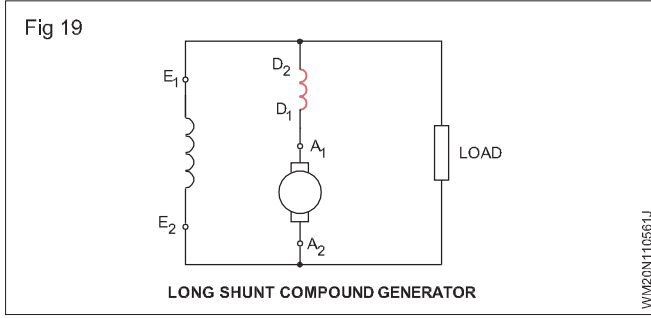 Fig 19
E1
D2
D1
A1
LOAD
E2
A2
LONG SHUNT COMPOUND GENERATOR
WM20N110561J